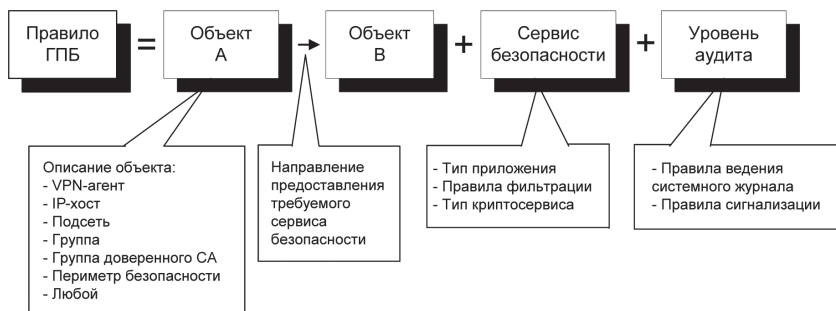 Правило
ГПБ
=
Объект
А
Объект
В
+
Сервис
безопасности
+
Уровень
аудита
Описание объекта:
- VPN-агент
- IP-хост
- Подсеть
- Группа
- Группа доверенного СА
- Периметр безопасности
- Любой
Направление
предоставления
требуемого
сервиса
безопасности
- Тип приложения
- Правила фильтрации
- Тип криптосервиса
- Правила ведения
системного журнала
- Правила сигнализации